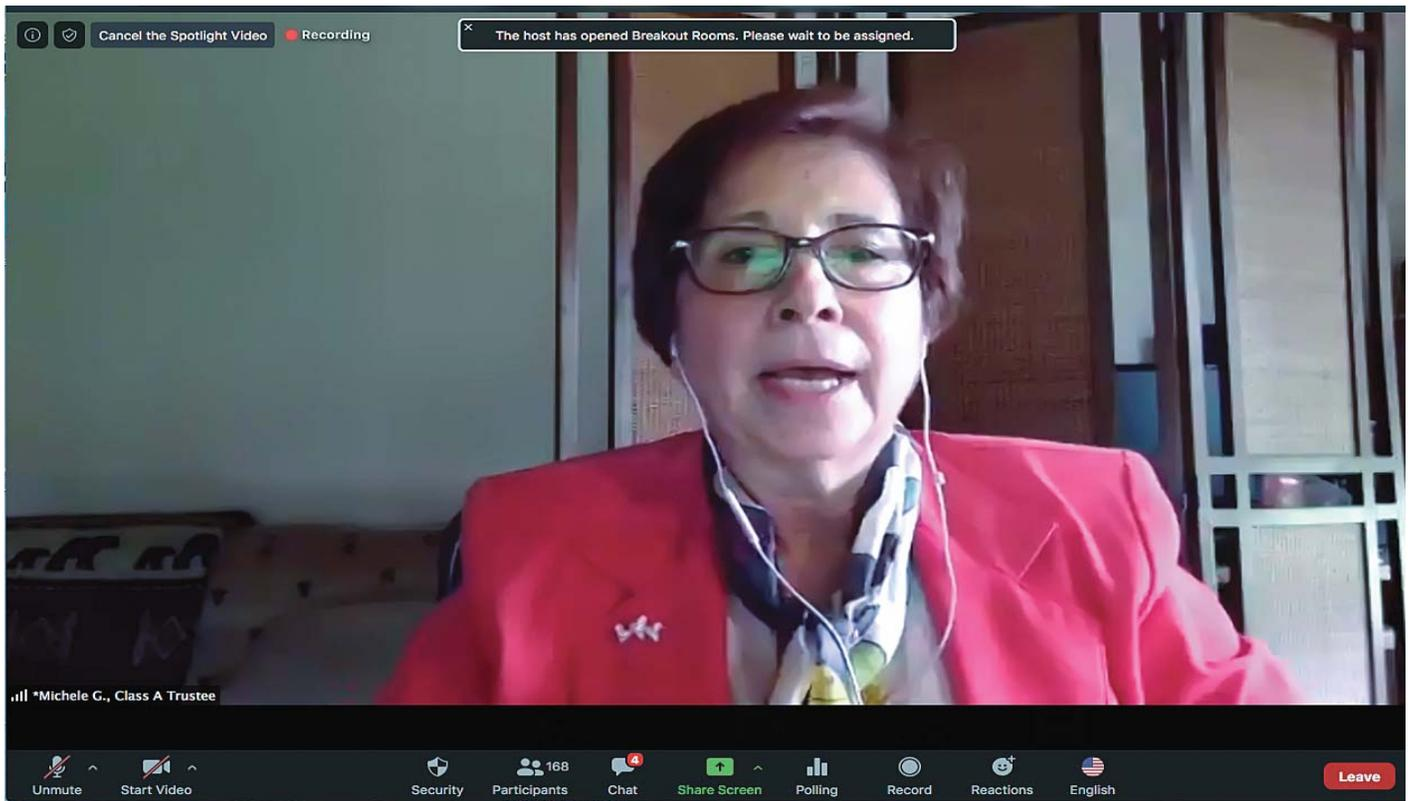 Cancel the Spotlight Video
Recording
The host has opened Breakout Rooms. Please wait to be assigned.
*Michele G., Class A Trustee
Unmute
Start Video
Security
168
Participants
4
Chat
Share Screen
Polling
Record
Reactions
English
Leave